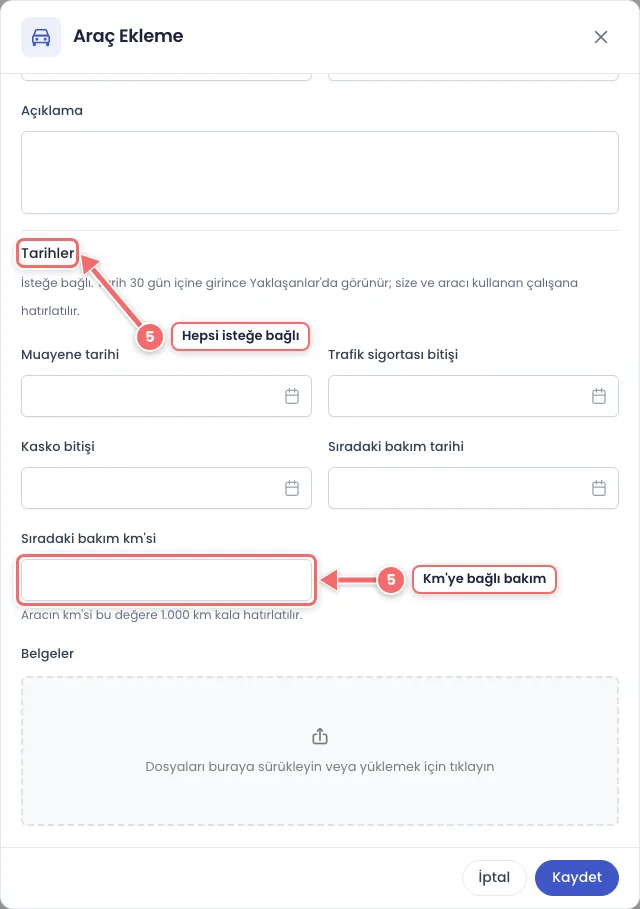 Araç Ekleme
Açıklama
Tarihler
İsteğe bağlı. Tarih 30 gün içine girince Yaklaşanlar'da görünür; size ve aracı kullanan çalışana
hatırlatılır.
5
Hepsi isteğe bağlı
Muayene tarihi
Trafik sigortası bitişi
Kasko bitişi
Sıradaki bakım tarihi
Sıradaki bakım km'si
5
Km'ye bağlı bakım
Aracın km'si bu değere 1.000 km kala hatırlatılır.
Belgeler
Dosyaları buraya sürükleyin veya yüklemek için tıklayın
İptal
Kaydet